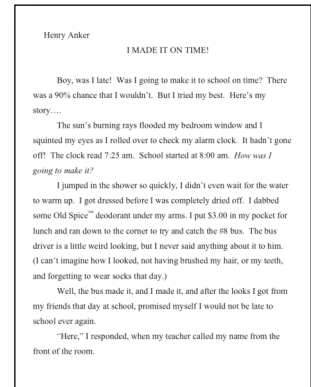 Henry Anker
I MADE IT ON TIME!
Boy, was I late! Was I going to make it to school on time? There
was a 90% chance that I wouldn't. But I tried my best. Here's my
story….
The sun's burning rays flooded my bedroom window and I
squinted my eyes as I rolled over to check my alarm clock. It hadn't gone
off! The clock read 7:25 am. School started at 8:00 am. How was I
going to make it?
I jumped in the shower so quickly, I didn't even wait for the water
to warm up. I got dressed before I was completely dried off. I dabbed
some Old Spice™ deodorant under my arms. I put $3.00 in my pocket for
lunch and ran down to the corner to try and catch the #8 bus. The bus
driver is a little weird looking, but I never said anything about it to him.
(I can't imagine how I looked, not having brushed my hair, or my teeth,
and forgetting to wear socks that day.)
Well, the bus made it, and I made it, and after the looks I got from
my friends that day at school, promised myself I would not be late to
school ever again.
"Here," I responded, when my teacher called my name from the
front of the room.